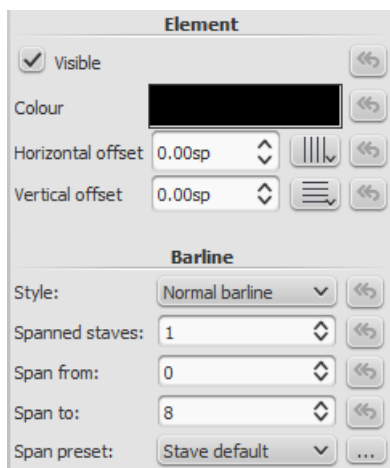 Element
Visible
Colour
Horizontal offset 0.00sp
Vertical offset 0.00sp
Barline
Style: Normal barline
Spanned staves: 1
Span from: 0
Span to: 8
Span preset: Stave default ...